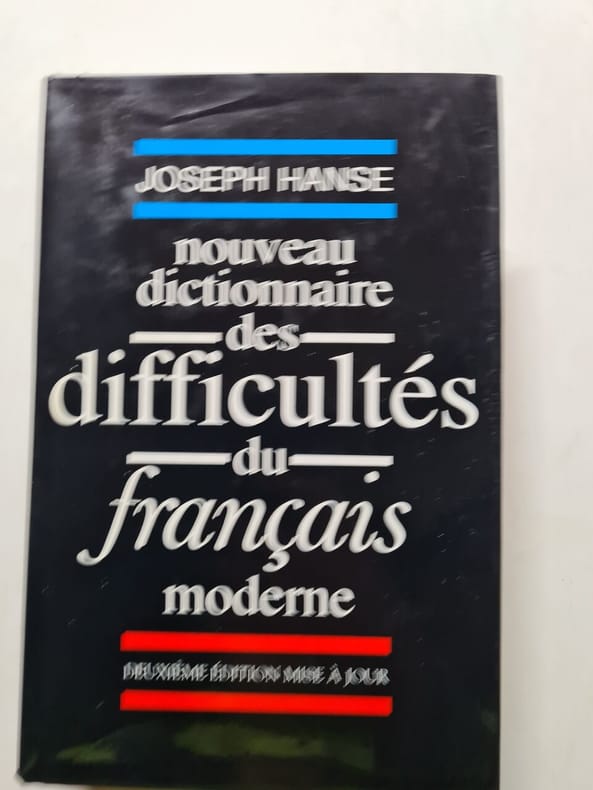 JOSEPH HANSE
nouveau
dictionnaire
des
difficultés
du
français
moderne
DEUXIÈME ÉDITION MISE À JOUR